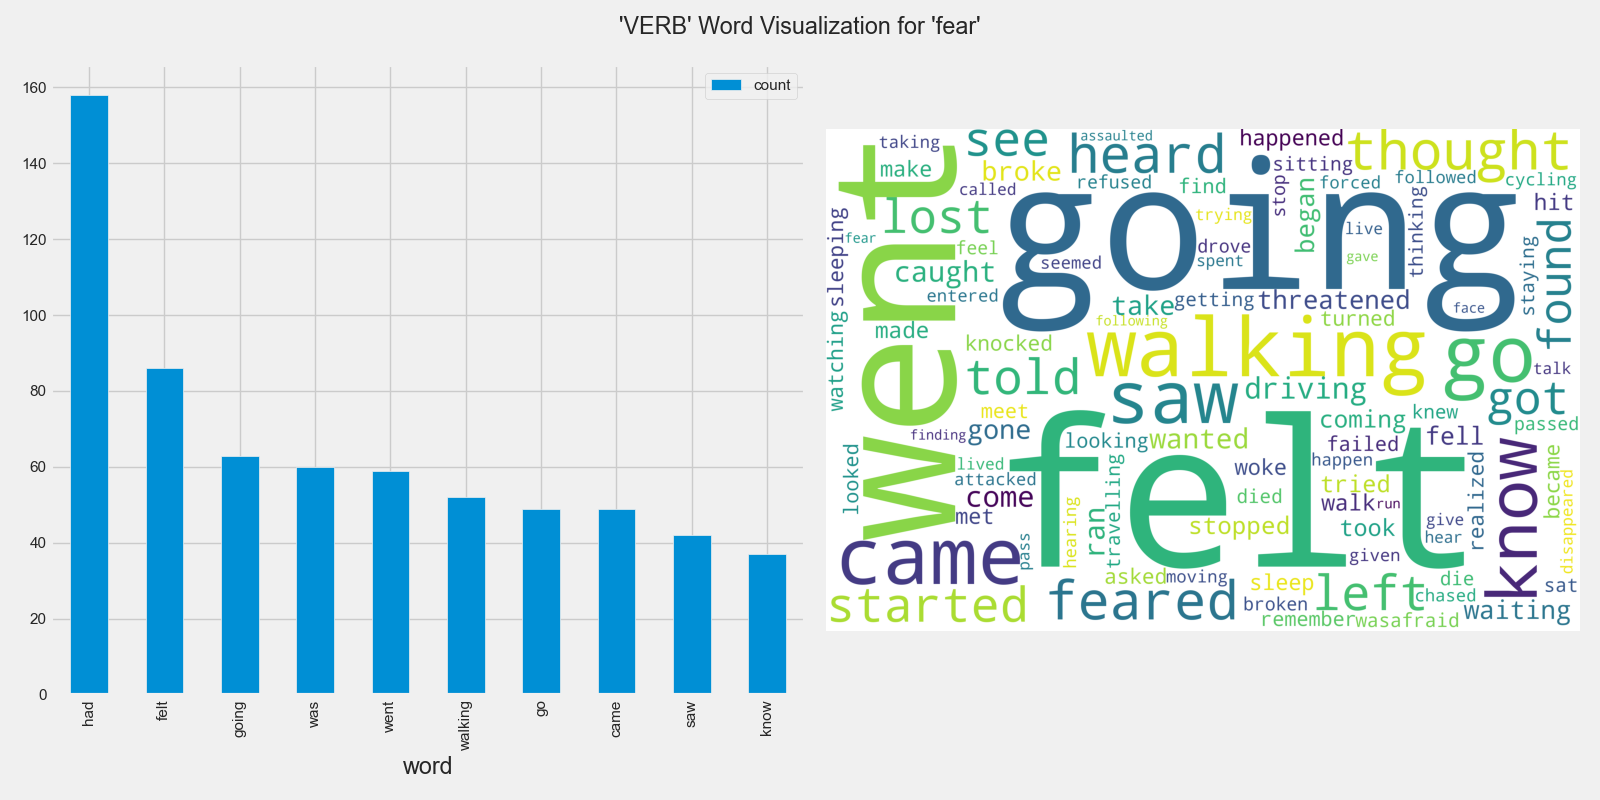 'VERB' Word Visualization for 'fear'
count
160
140
120
100
80
60
40
20
0
had
felt
going
was
went
walking
go
came
saw
know
word
taking
see
assaulted
happened
thought
make
broke
heard
sitting
called
refused
find
stop
forced
followed
cycling
went
lost
going
trying
began
thinking
hit
sleeping
fear
feel
drove
live
caught
seemed
spent
gave
staying
found
entered
take
getting
threatened
face
made
following
turned
watching
knocked
walking
go
talk
told
saw
driving
got
meet
coming
knew
passed
finding
gone
looking
wanted
failed
fell
know
looked
lived
felt
woke
happen
became
attacked
died
tried
realized
disappeared
come
travelling
walk
run
met
hearing
ran
stopped
took
give
hear
came
pass
given
asked
moving
sleep
left
die
sat
started
feared
broken
chased
waiting
remember
wasafraid